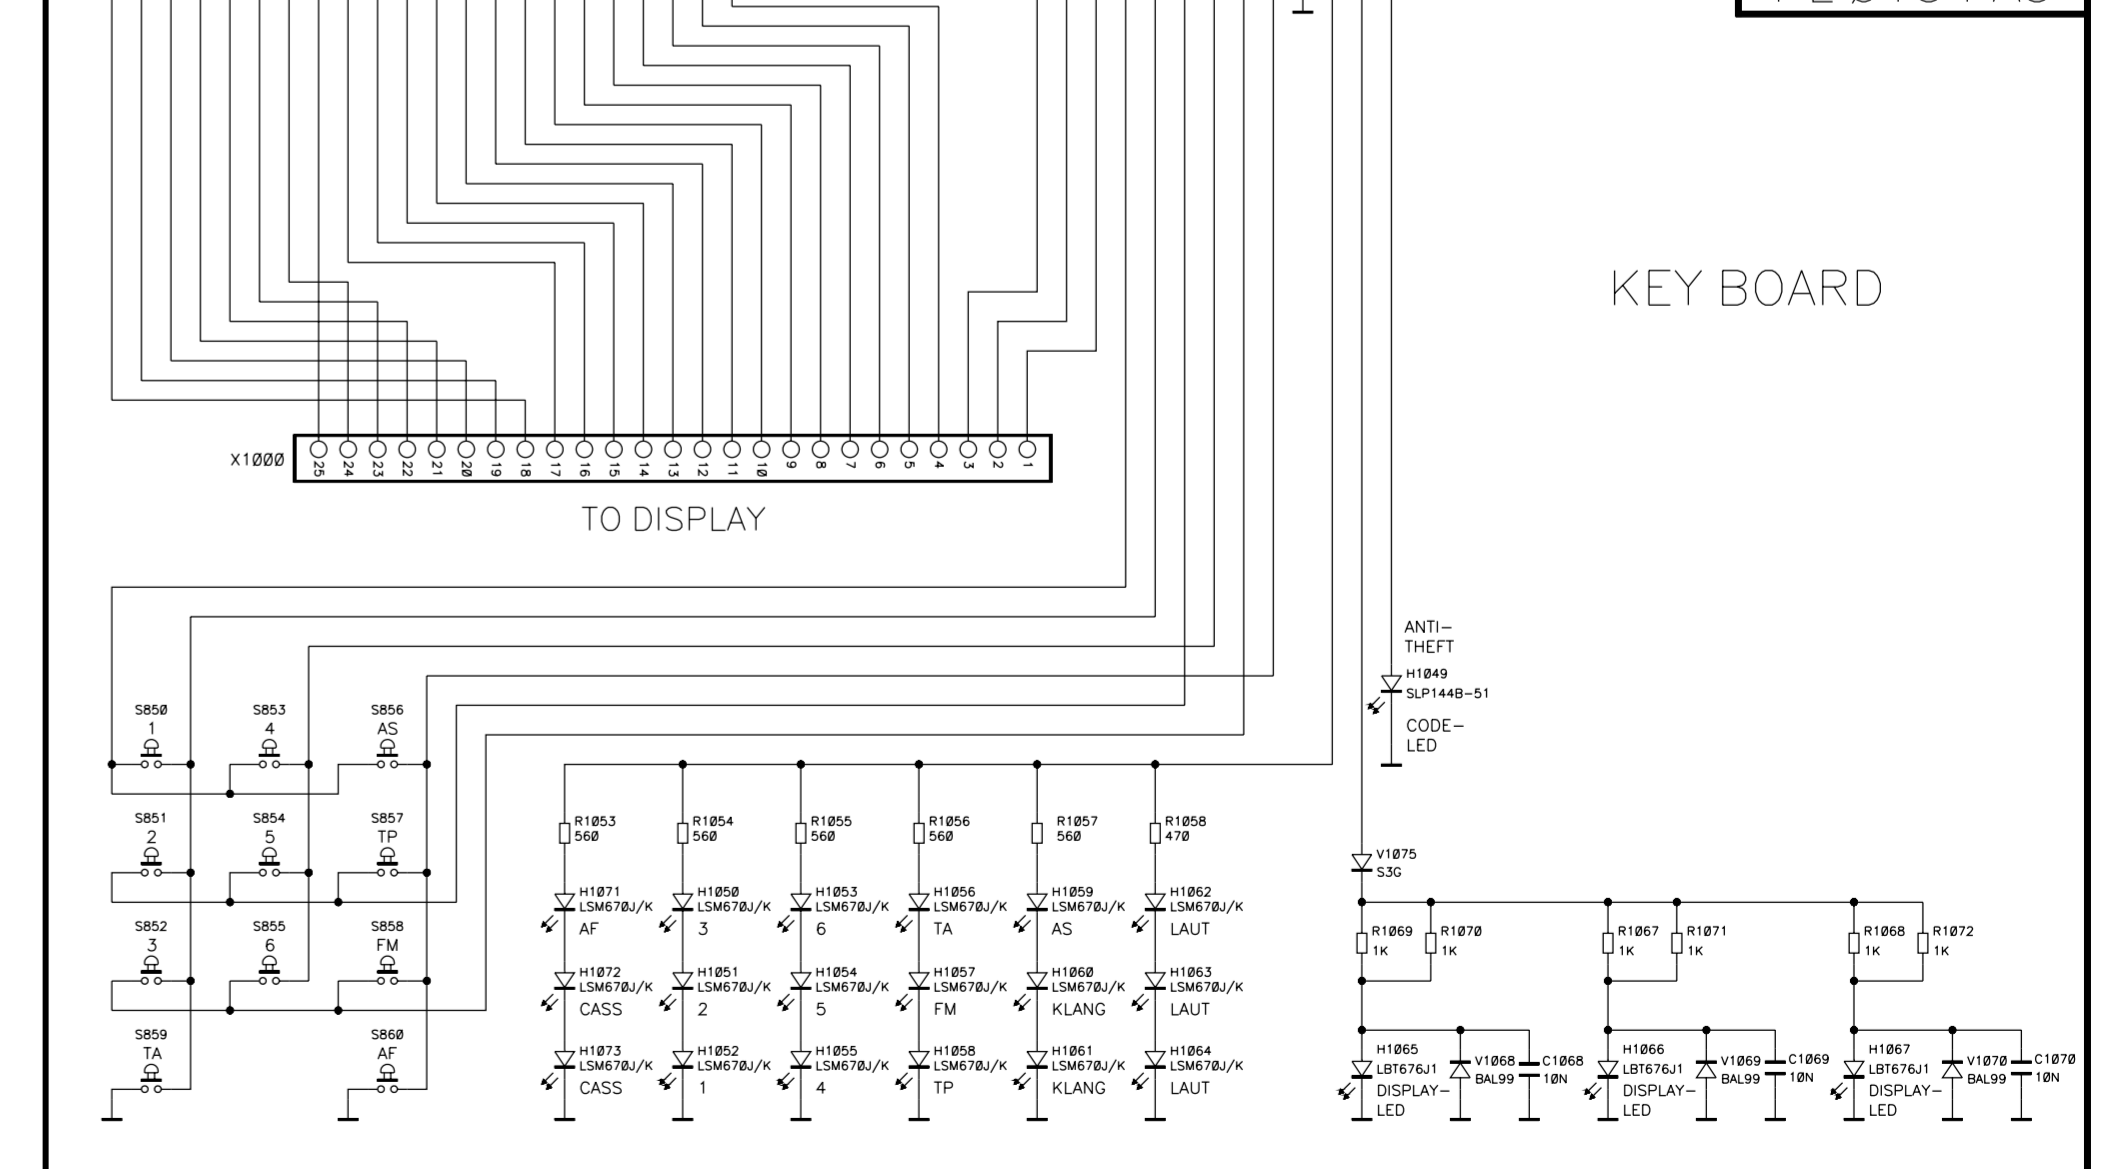 KEY BOARD
X1000
25 24 23 22 21 20 19 18 17 16 15 14 13 12 11 10 9 8 7 6 5 4 3 2 1
TO DISPLAY
ANTI-
THEFT
H1049
SLP144B-51
CODE-
LED
S850
1
S853
4
S856
AS
S851
2
S854
5
S857
TP
S852
3
S855
6
S858
FM
S859
TA
S860
AF
R1053
560
R1054
560
R1055
560
R1056
560
R1057
560
R1058
470
H1071
LSM670J/K
AF
H1050
LSM670J/K
3
H1053
LSM670J/K
6
H1056
LSM670J/K
TA
H1059
LSM670J/K
AS
H1062
LSM670J/K
LAUT
H1072
LSM670J/K
CASS
H1051
LSM670J/K
2
H1054
LSM670J/K
5
H1057
LSM670J/K
FM
H1060
LSM670J/K
KLANG
H1063
LSM670J/K
LAUT
H1073
LSM670J/K
CASS
H1052
LSM670J/K
1
H1055
LSM670J/K
4
H1058
LSM670J/K
TP
H1061
LSM670J/K
KLANG
H1064
LSM670J/K
LAUT
V1075
S3G
R1069
1K
R1070
1K
R1067
1K
R1071
1K
R1068
1K
R1072
1K
H1065
LBT676J1
DISPLAY-
LED
V1068
BAL99
C1068
10N
H1066
LBT676J1
DISPLAY-
LED
V1069
BAL99
C1069
10N
H1067
LBT676J1
DISPLAY-
LED
V1070
BAL99
C1070
10N